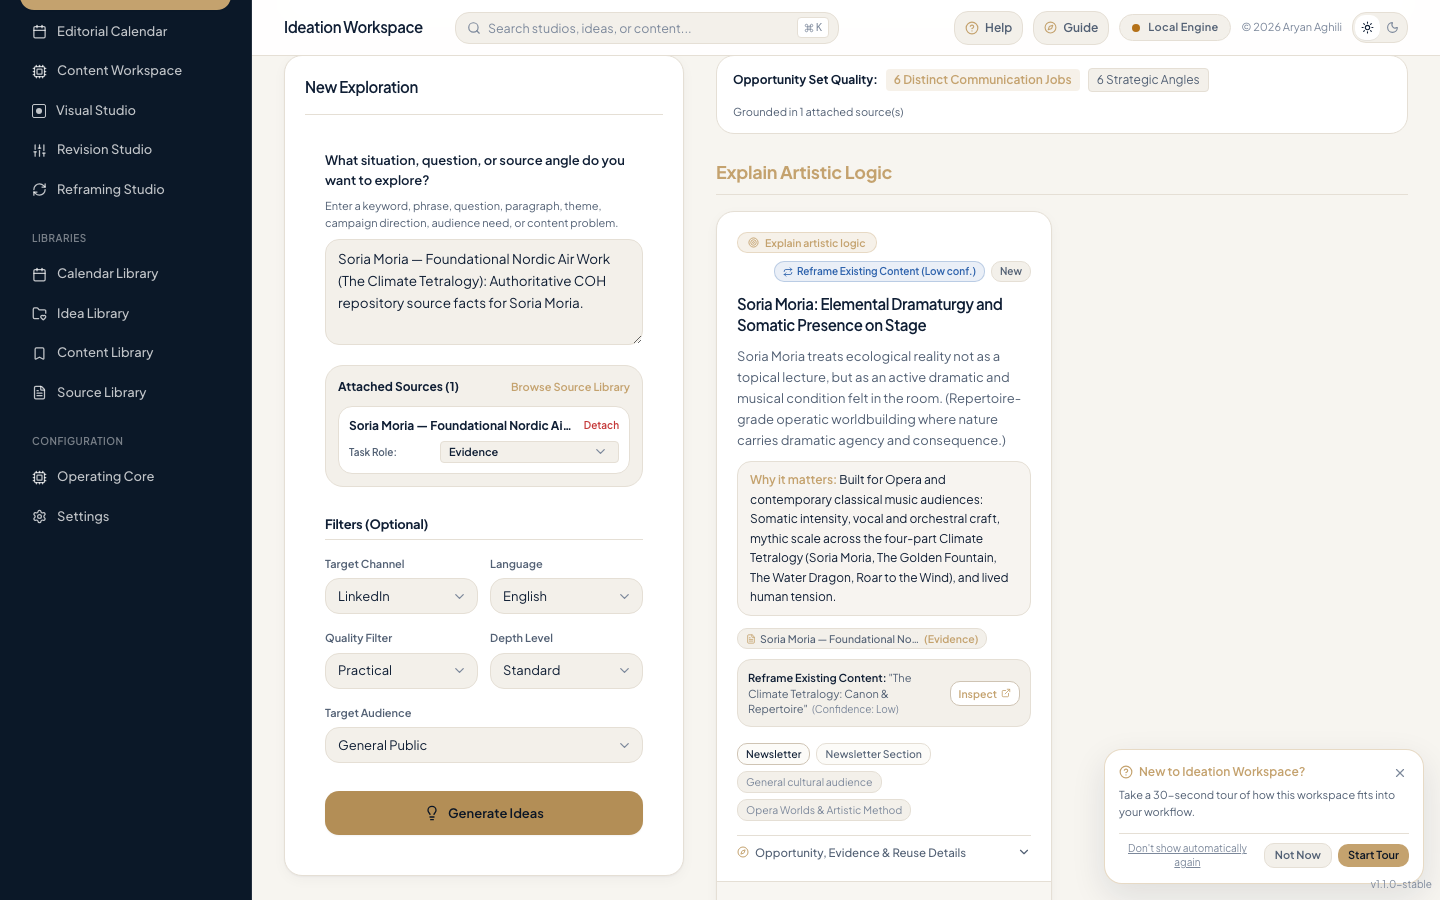 Editorial Calendar
Content Workspace
Visual Studio
Revision Studio
Reframing Studio
LIBRARIES
Calendar Library
Idea Library
Content Library
Source Library
CONFIGURATION
Operating Core
Settings
Ideation Workspace
Search studios, ideas, or content...
⌘K
Help
Guide
Local Engine
© 2026 Aryan Aghili
New Exploration
What situation, question, or source angle do you
want to explore?
Enter a keyword, phrase, question, paragraph, theme,
campaign direction, audience need, or content problem.
Soria Moria — Foundational Nordic Air Work
(The Climate Tetralogy): Authoritative COH
repository source facts for Soria Moria.
Attached Sources (1)
Browse Source Library
Soria Moria — Foundational Nordic Ai...
Detach
Task Role:
Evidence
Filters (Optional)
Target Channel
Language
LinkedIn
English
Quality Filter
Depth Level
Practical
Standard
Target Audience
General Public
Generate Ideas
Opportunity Set Quality:
6 Distinct Communication Jobs
6 Strategic Angles
Grounded in 1 attached source(s)
Explain Artistic Logic
Explain artistic logic
Reframe Existing Content (Low conf.)
New
Soria Moria: Elemental Dramaturgy and
Somatic Presence on Stage
Soria Moria treats ecological reality not as a
topical lecture, but as an active dramatic and
musical condition felt in the room. (Repertoire-
grade operatic worldbuilding where nature
carries dramatic agency and consequence.)
Why it matters: Built for Opera and
contemporary classical music audiences:
Somatic intensity, vocal and orchestral craft,
mythic scale across the four-part Climate
Tetralogy (Soria Moria, The Golden Fountain,
The Water Dragon, Roar to the Wind), and lived
human tension.
Soria Moria — Foundational No... (Evidence)
Reframe Existing Content: "The
Climate Tetralogy: Canon &
Repertoire" (Confidence: Low)
Inspect
Newsletter
Newsletter Section
General cultural audience
Opera Worlds & Artistic Method
Opportunity, Evidence & Reuse Details
New to Ideation Workspace?
Take a 30-second tour of how this workspace fits into
your workflow.
Don't show automatically
again
Not Now
Start Tour
v1.1.0-stable